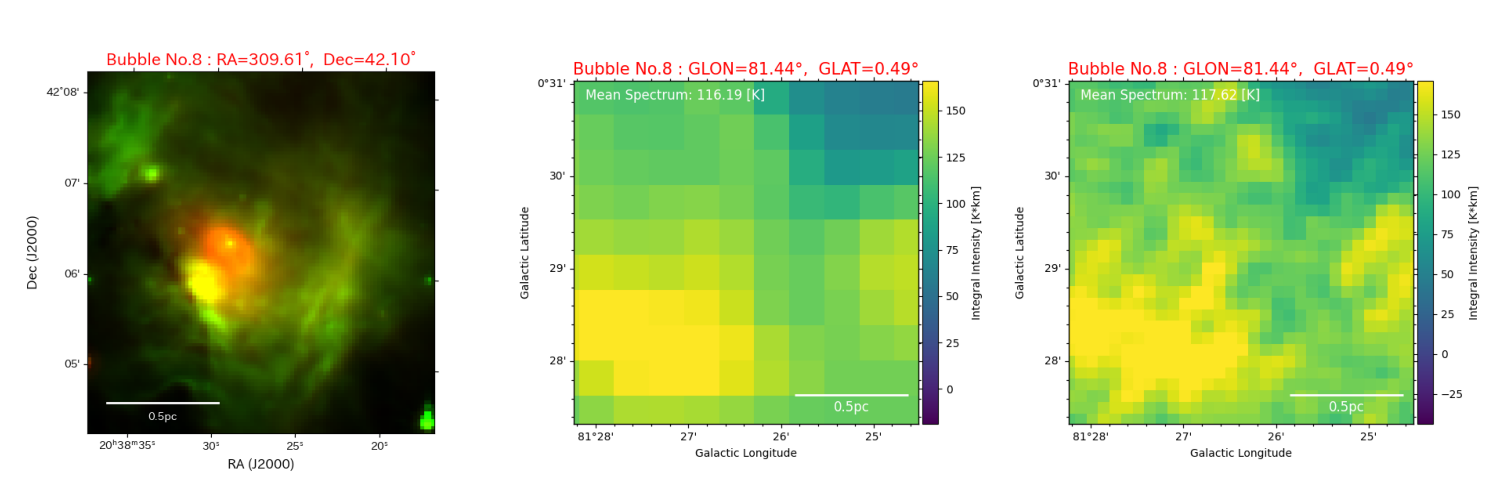 Bubble No.8 : RA=309.61°, Dec=42.10°
42°08'
07'
06'
05'
Dec (J2000)
0.5pc
20ʰ38ᵐ35ˢ
30ˢ
25ˢ
20ˢ
RA (J2000)
Bubble No.8 : GLON=81.44°, GLAT=0.49°
Mean Spectrum: 116.19 [K]
0°31'
30'
29'
28'
Galactic Latitude
0.5pc
81°28'
27'
26'
25'
Galactic Longitude
150
125
100
75
50
25
0
Integral Intensity [K*km]
Bubble No.8 : GLON=81.44°, GLAT=0.49°
Mean Spectrum: 117.62 [K]
0°31'
30'
29'
28'
Galactic Latitude
0.5pc
81°28'
27'
26'
25'
Galactic Longitude
150
125
100
75
50
25
0
−25
Integral Intensity [K*km]